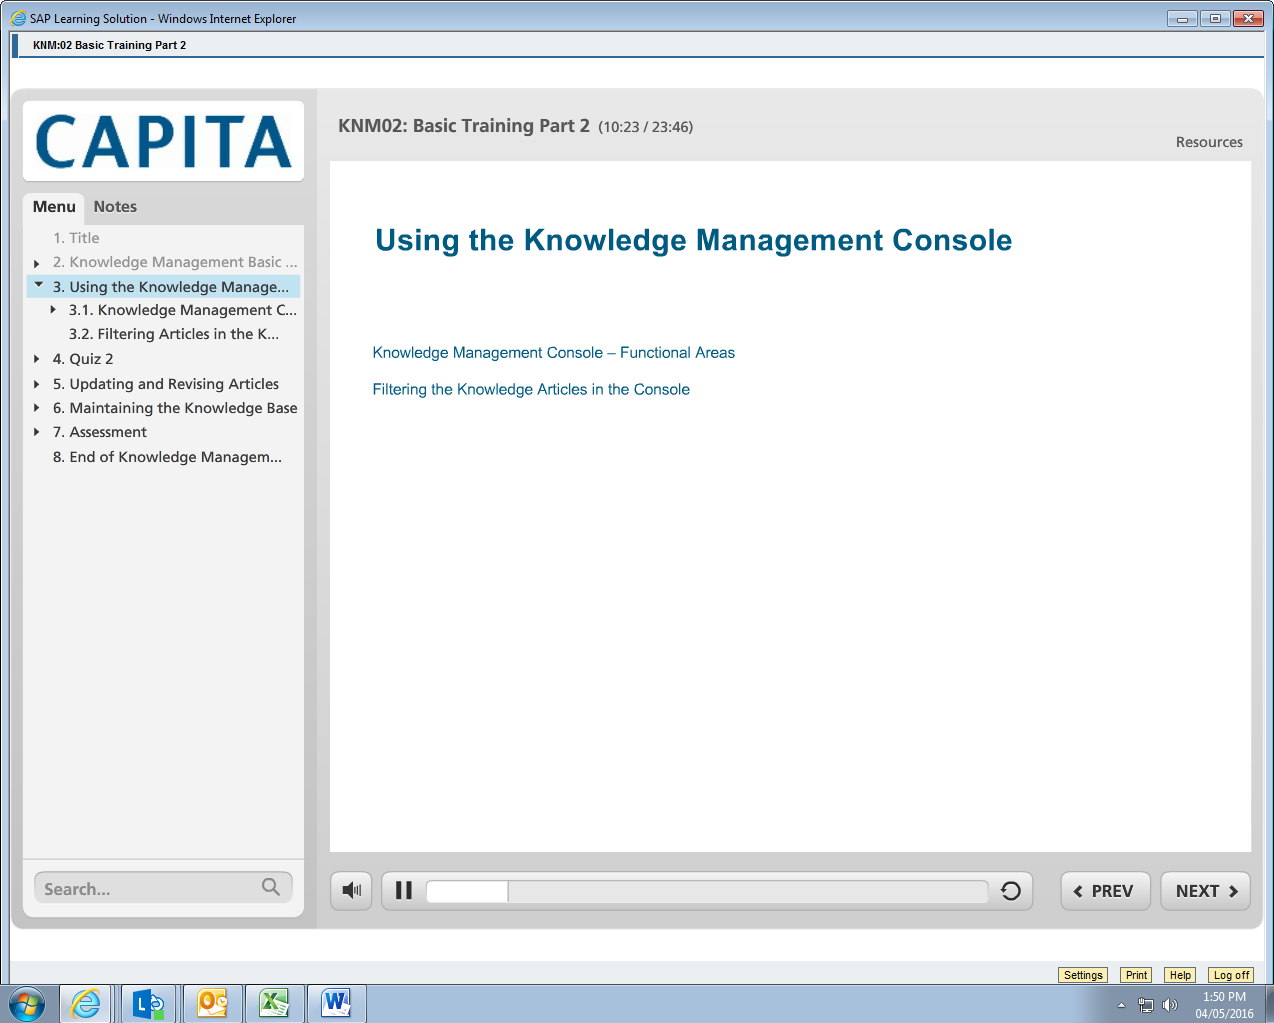 SAP Learning Solution - Windows Internet Explorer
KNM:02 Basic Training Part 2
CAPITA
KNM02: Basic Training Part 2 (10:23 / 23:46)
Resources
Menu Notes
1. Title
2. Knowledge Management Basic ...
3. Using the Knowledge Manage...
3.1. Knowledge Management C...
3.2. Filtering Articles in the K...
4. Quiz 2
5. Updating and Revising Articles
6. Maintaining the Knowledge Base
7. Assessment
8. End of Knowledge Managem...
Search...
Using the Knowledge Management Console
Knowledge Management Console – Functional Areas
Filtering the Knowledge Articles in the Console
PREV
NEXT
Settings Print Help Log off
1:50 PM
04/05/2016